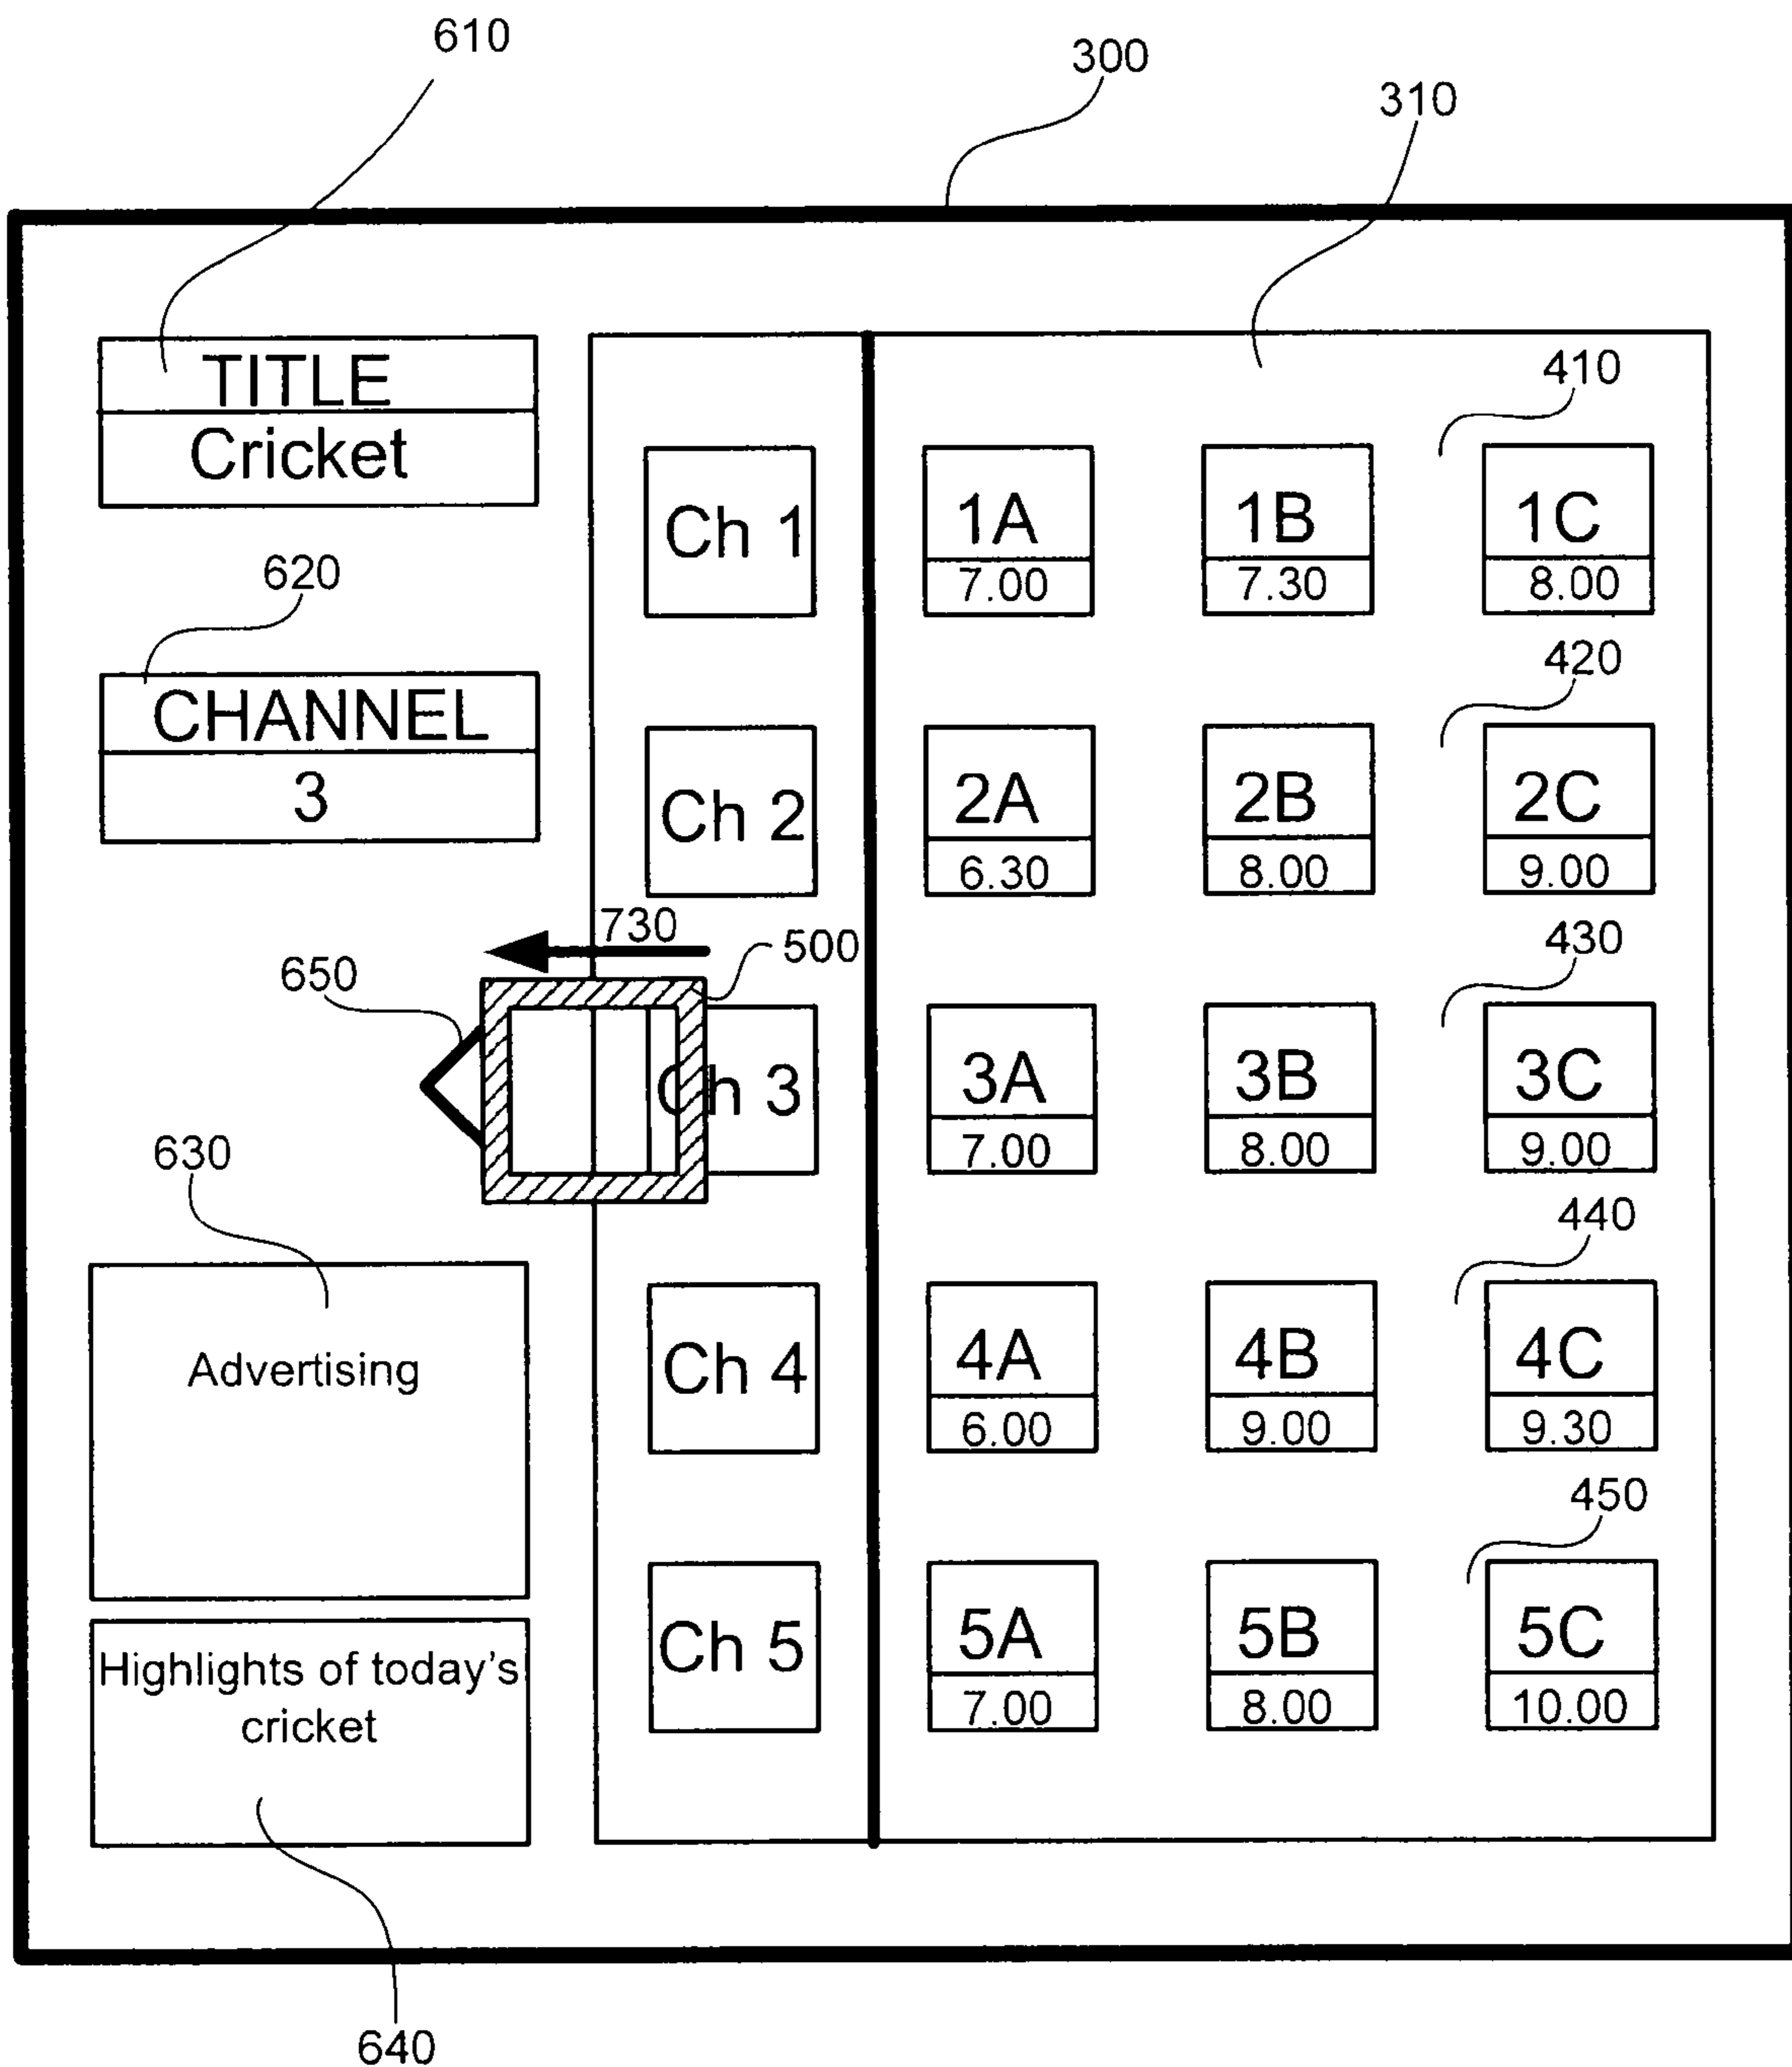 610
300
310
TITLE
Cricket
410
Ch 1
1A
7.00
1B
7.30
1C
8.00
620
420
CHANNEL
3
Ch 2
2A
6.30
2B
8.00
2C
9.00
730
500
430
650
Ch 3
3A
7.00
3B
8.00
3C
9.00
630
440
Advertising
Ch 4
4A
6.00
4B
9.00
4C
9.30
450
Highlights of today's
cricket
Ch 5
5A
7.00
5B
8.00
5C
10.00
640